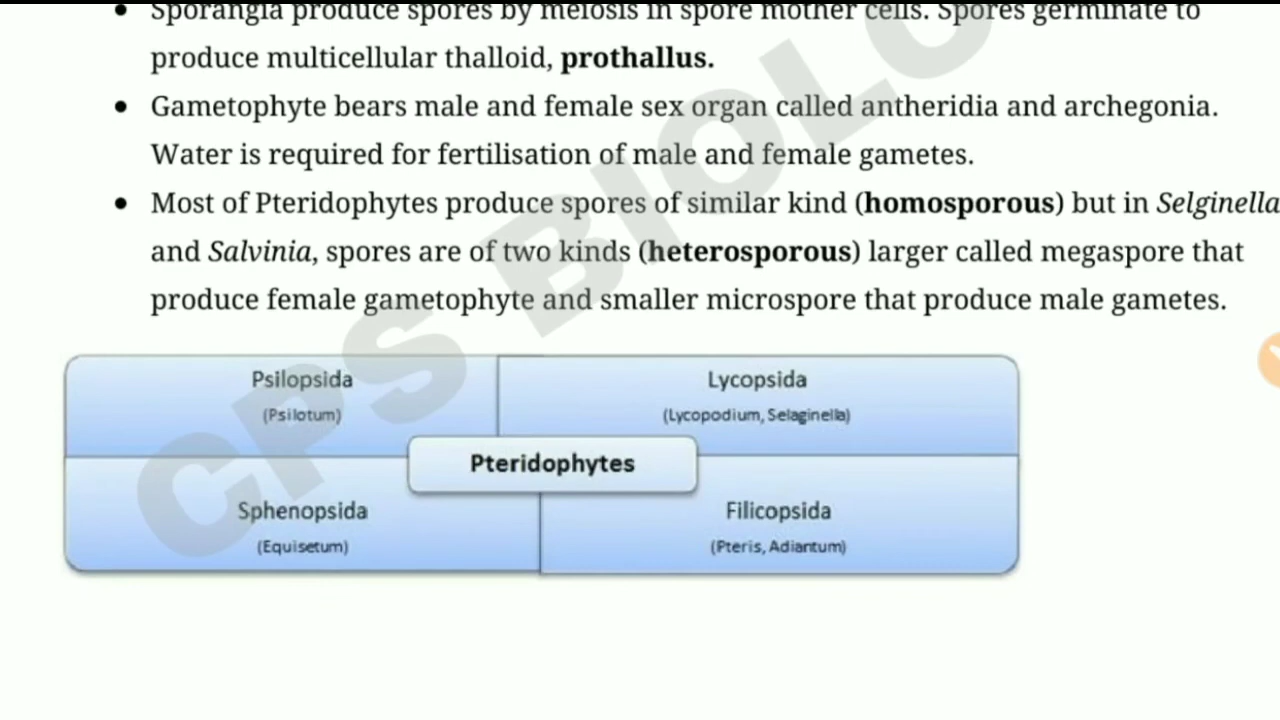 Sporangia produce spores by meiosis in spore mother cells. Spores germinate to
produce multicellular thalloid, prothallus.
Gametophyte bears male and female sex organ called antheridia and archegonia.
Water is required for fertilisation of male and female gametes.
Most of Pteridophytes produce spores of similar kind (homosporous) but in Selginella
and Salvinia, spores are of two kinds (heterosporous) larger called megaspore that
produce female gametophyte and smaller microspore that produce male gametes.
Psilopsida
(Psilotum)
Lycopsida
(Lycopodium, Selaginella)
Pteridophytes
Sphenopsida
(Equisetum)
Filicopsida
(Pteris, Adiantum)
CPS BIOLO